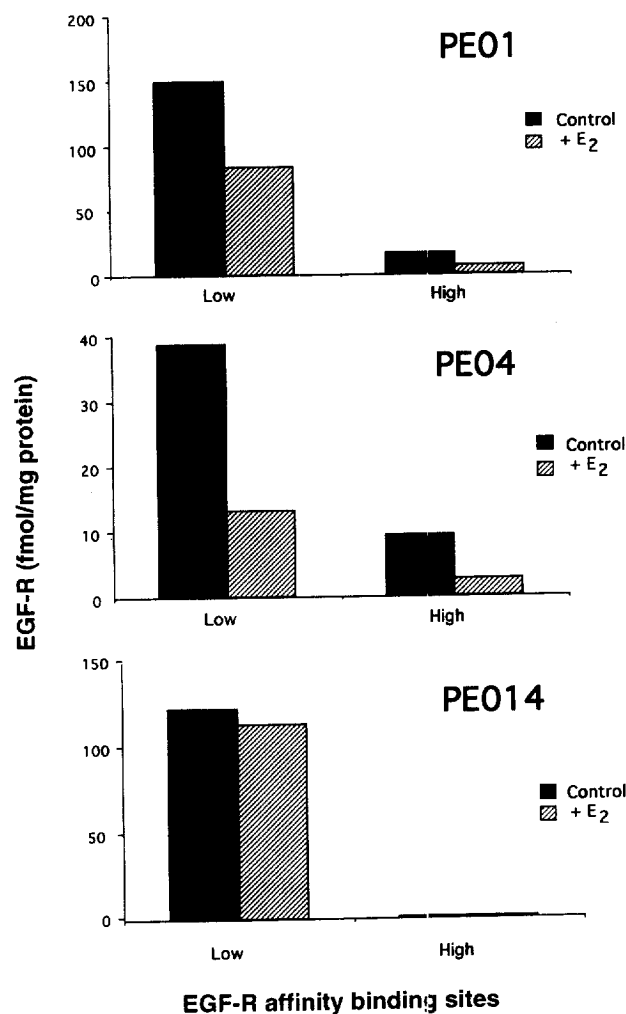 PEO1
200
150
100
50
0
Control
+ E2
Low
High
PEO4
40
30
20
10
0
Control
+ E2
Low
High
EGF-R (fmol/mg protein)
PEO14
150
100
50
0
Control
+ E2
Low
High
EGF-R affinity binding sites